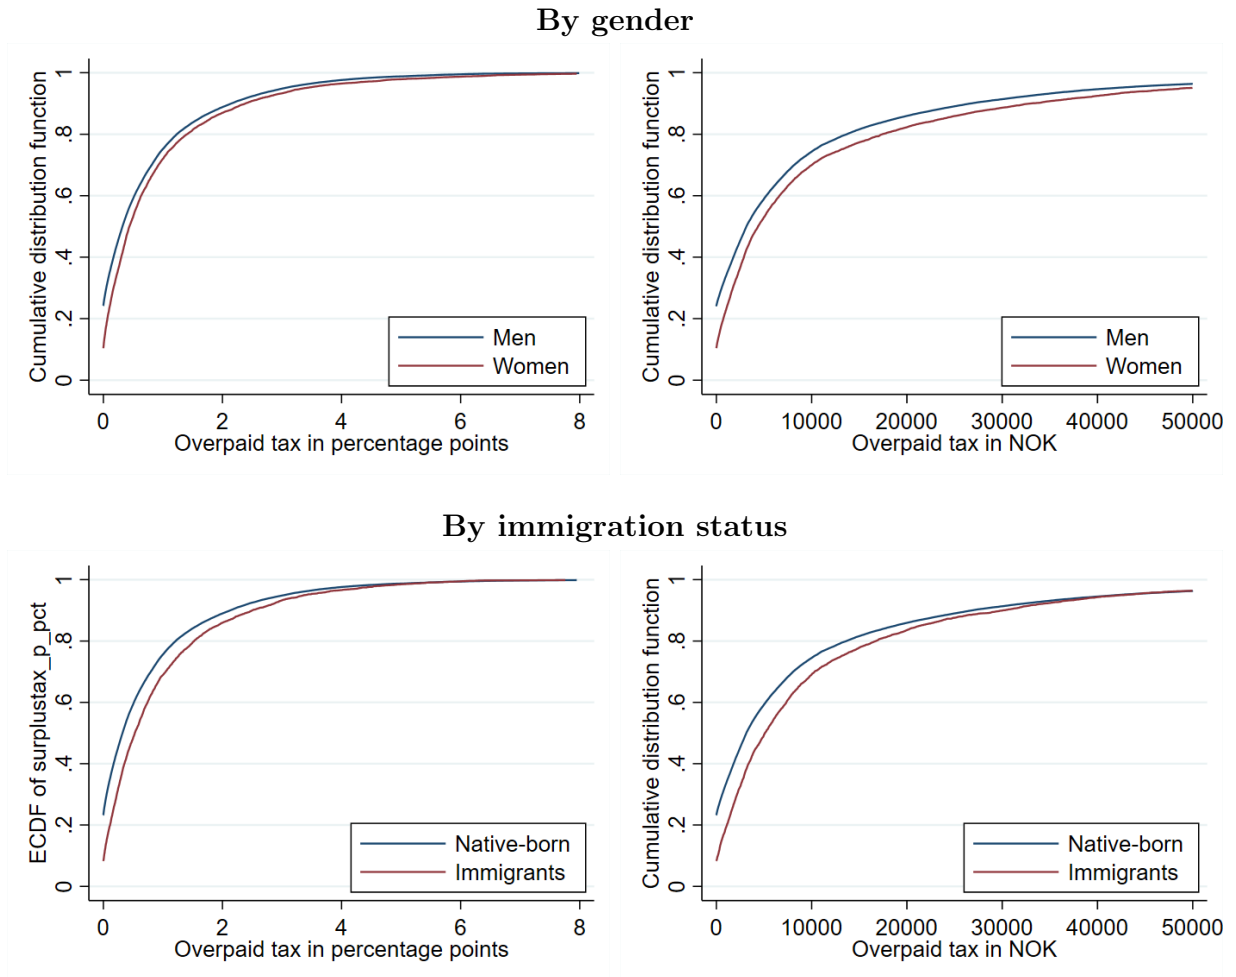 By gender
Cumulative distribution function
0
.2
.4
.6
.8
1
Men
Women
0 2 4 6 8
Overpaid tax in percentage points
Cumulative distribution function
0
.2
.4
.6
.8
1
Men
Women
0 10000 20000 30000 40000 50000
Overpaid tax in NOK
By immigration status
ECDF of surplustax_p_pct
0
.2
.4
.6
.8
1
Native-born
Immigrants
0 2 4 6 8
Overpaid tax in percentage points
Cumulative distribution function
0
.2
.4
.6
.8
1
Native-born
Immigrants
0 10000 20000 30000 40000 50000
Overpaid tax in NOK